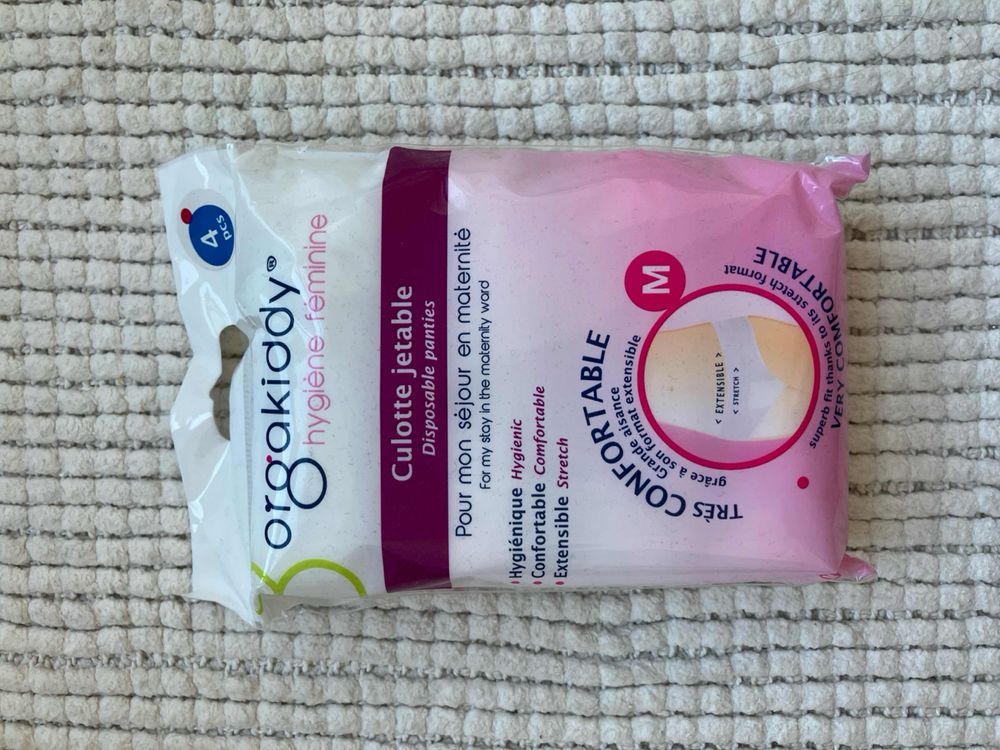 4
pcs
orgakiddy®
hygiène féminine
Culotte jetable
Disposable panties
Pour mon séjour en maternité
For my stay in the maternity ward
• Hygiénique Hygienic
• Confortable Comfortable
• Extensible Stretch
M
TRÈS CONFORTABLE
Grande aisance
grâce à son format extensible
< EXTENSIBLE >
< STRETCH >
superb fit thanks to its stretch format
VERY COMFORTABLE